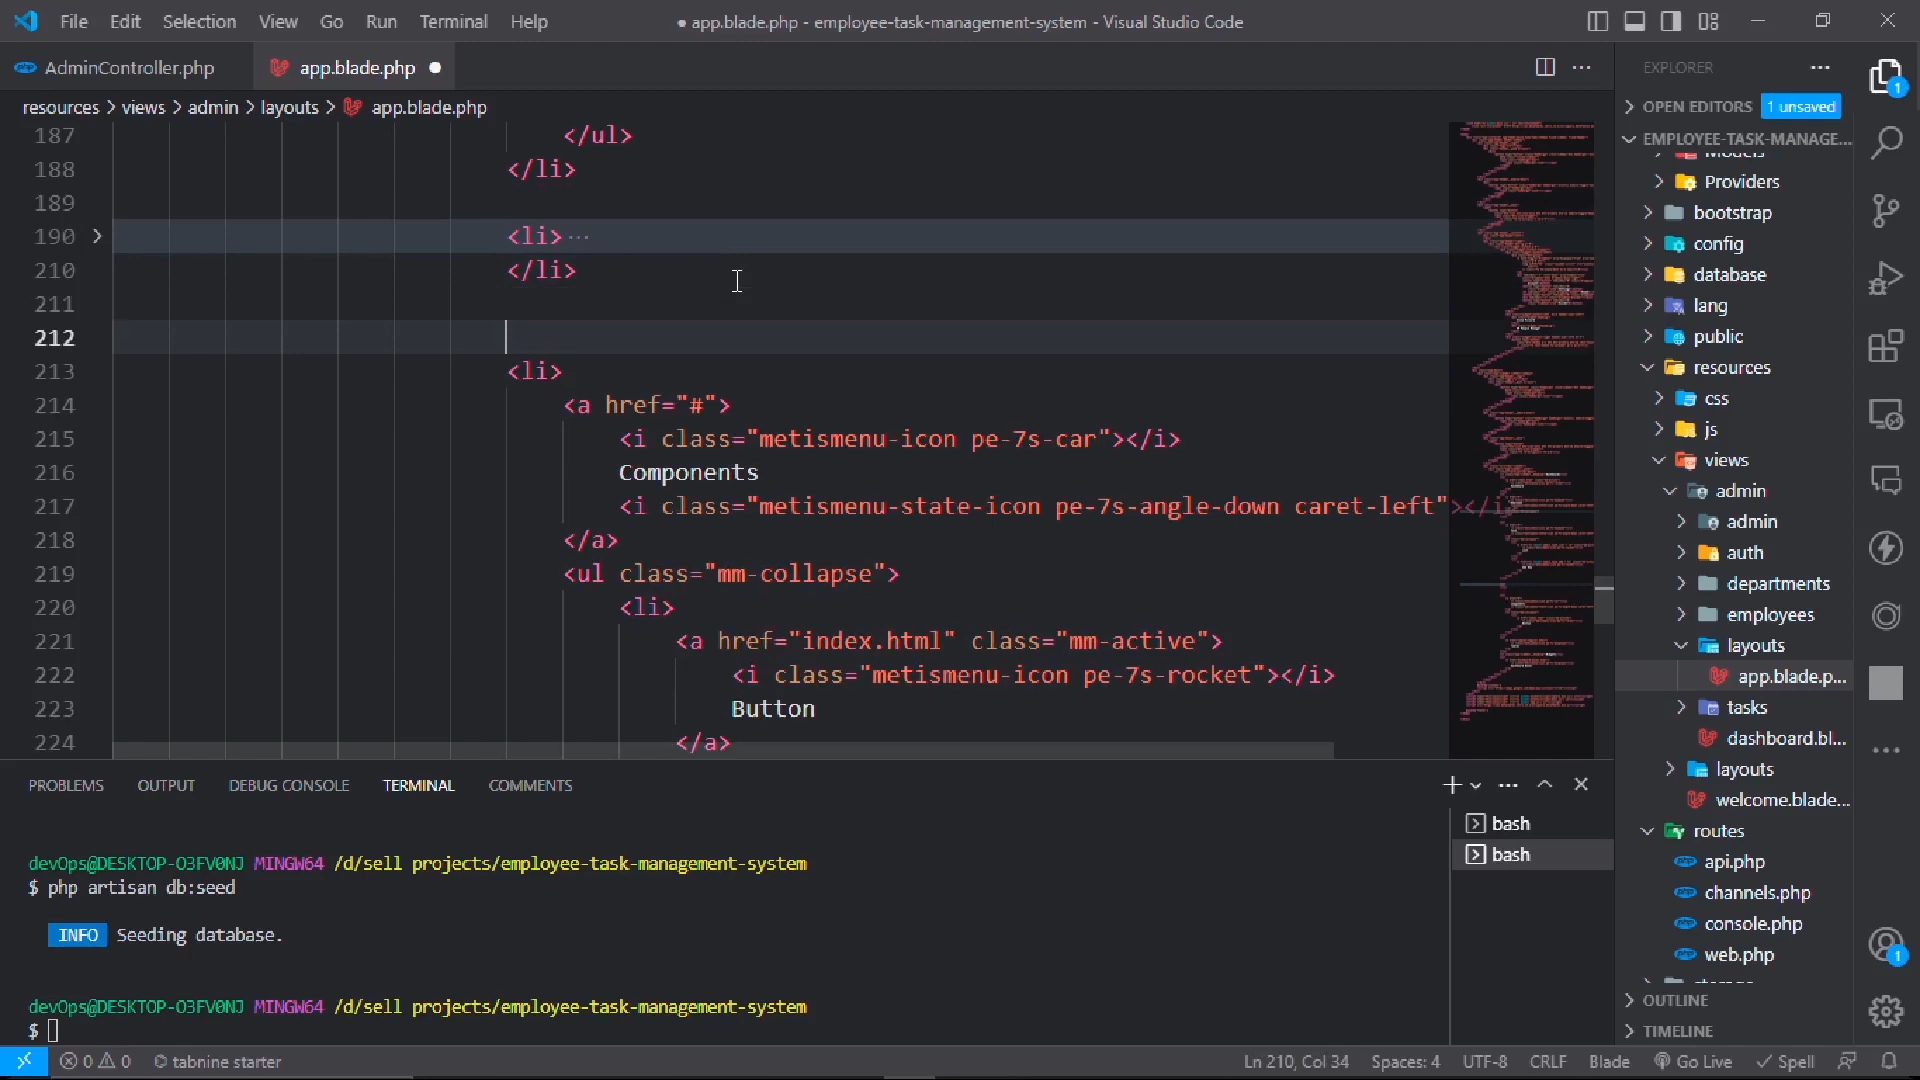 File Edit Selection View Go Run Terminal Help
● app.blade.php - employee-task-management-system - Visual Studio Code
AdminController.php
app.blade.php
resources > views > admin > layouts > app.blade.php
187 </ul>
188 </li>
189
190 <li>···
210 </li>
211
212
213 <li>
214 <a href="#">
215 <i class="metismenu-icon pe-7s-car"></i>
216 Components
217 <i class="metismenu-state-icon pe-7s-angle-down caret-left"></i>
218 </a>
219 <ul class="mm-collapse">
220 <li>
221 <a href="index.html" class="mm-active">
222 <i class="metismenu-icon pe-7s-rocket"></i>
223 Button
224 </a>
PROBLEMS OUTPUT DEBUG CONSOLE TERMINAL COMMENTS
devOps@DESKTOP-O3FV0NJ MINGW64 /d/sell projects/employee-task-management-system
$ php artisan db:seed
INFO Seeding database.
devOps@DESKTOP-O3FV0NJ MINGW64 /d/sell projects/employee-task-management-system
$
bash
bash
EXPLORER
OPEN EDITORS 1 unsaved
EMPLOYEE-TASK-MANAGE...
Models
Providers
bootstrap
config
database
lang
public
resources
css
js
views
admin
admin
auth
departments
employees
layouts
app.blade.p...
tasks
dashboard.bl...
layouts
welcome.blade...
routes
api.php
channels.php
console.php
web.php
storage
OUTLINE
TIMELINE
1
1
0 0 tabnine starter
Ln 210, Col 34 Spaces: 4 UTF-8 CRLF Blade Go Live Spell